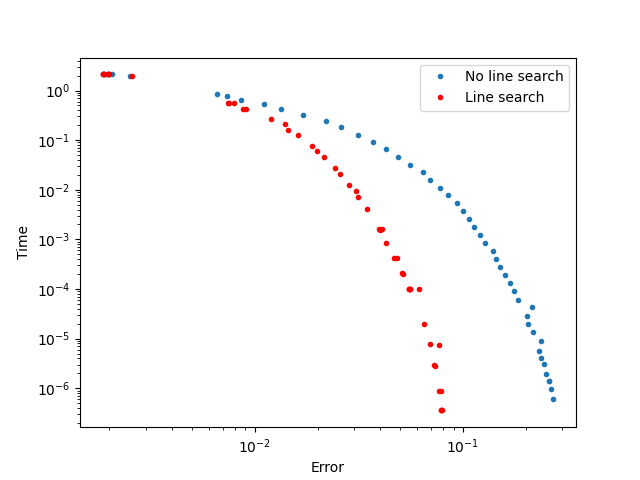 No line search
Line search
10⁰
10⁻¹
10⁻²
10⁻³
10⁻⁴
10⁻⁵
10⁻⁶
Time
10⁻²
10⁻¹
Error